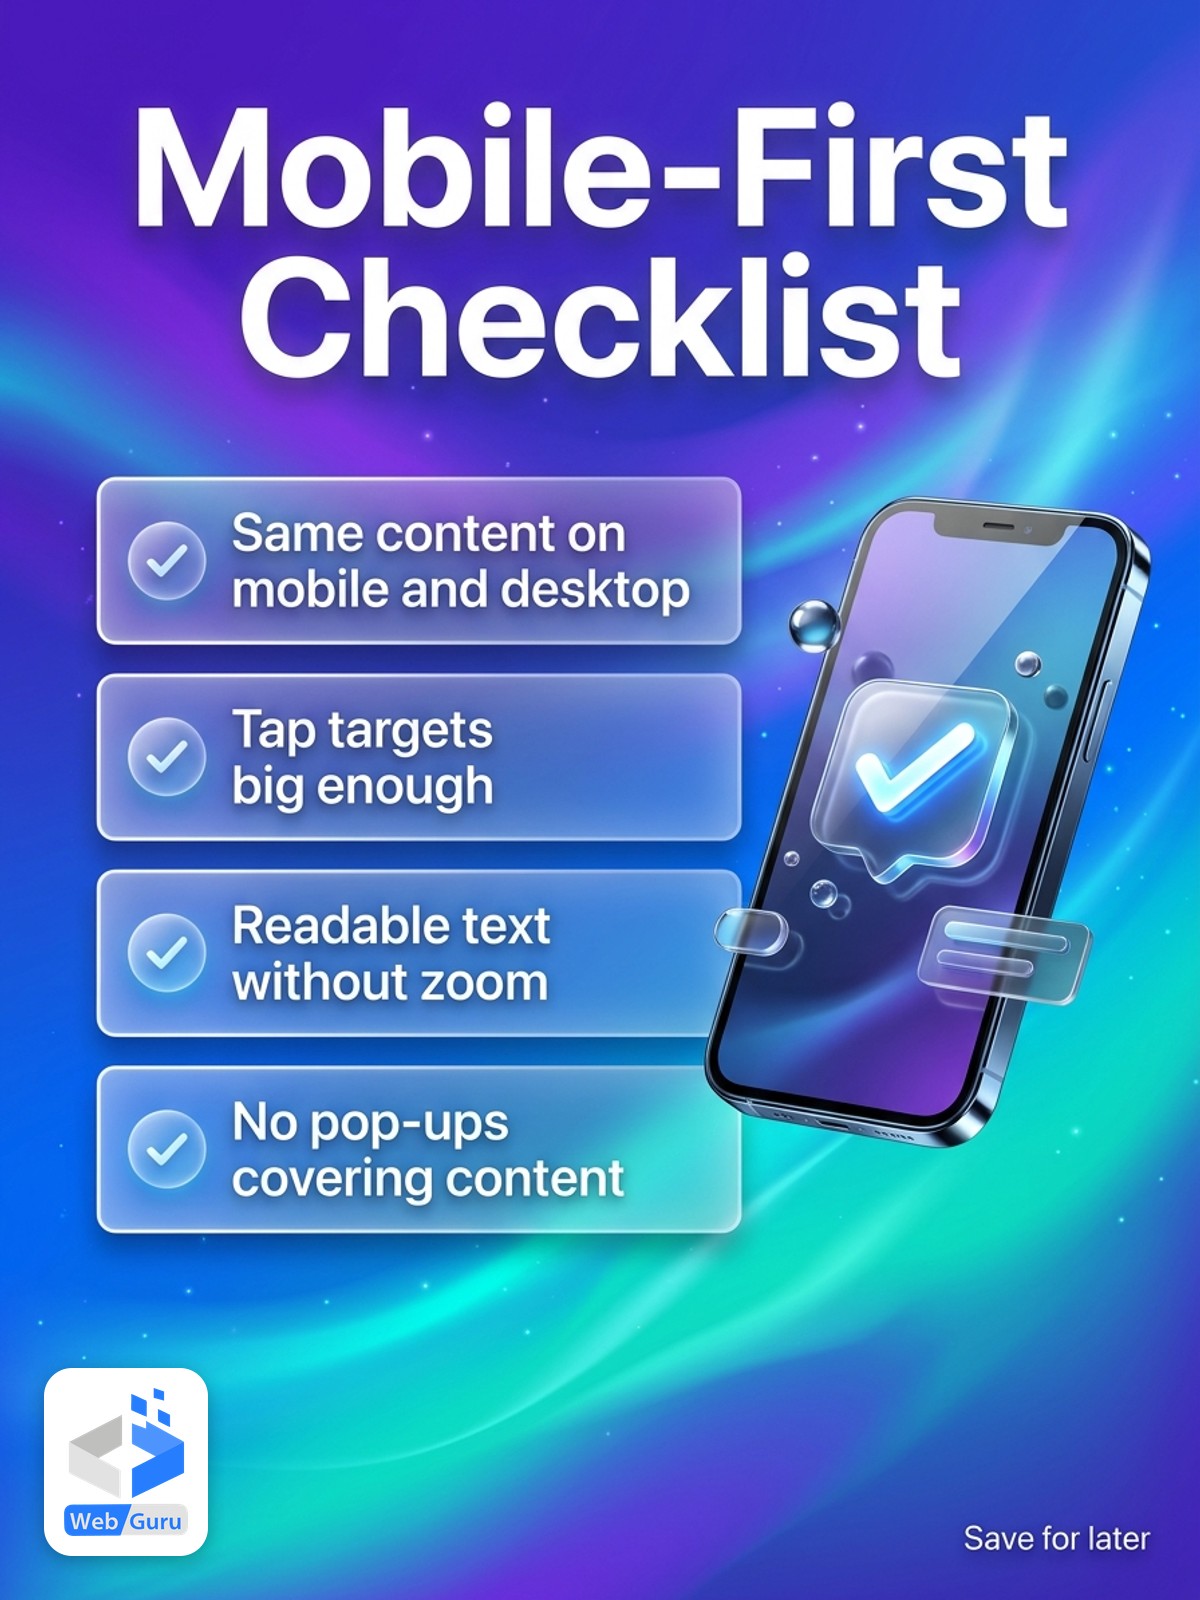 Mobile-First
Checklist
Same content on
mobile and desktop
Tap targets
big enough
Readable text
without zoom
No pop-ups
covering content
Web Guru
Save for later